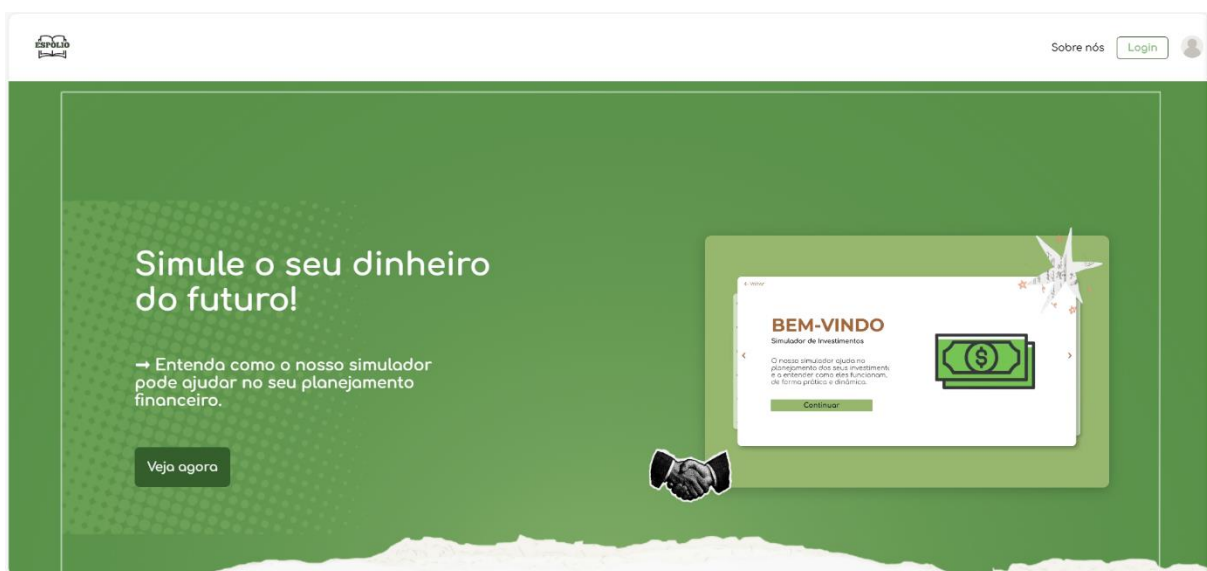 ESPÓLIO
Sobre nós
Login
Simule o seu dinheiro
do futuro!
→ Entenda como o nosso simulador
pode ajudar no seu planejamento
financeiro.
Veja agora
BEM-VINDO
Simulador de Investimentos
O nosso simulador ajuda no
planejamento dos seus investiment
e a entender como eles funcionam,
de forma prática e dinâmica.
Continuar